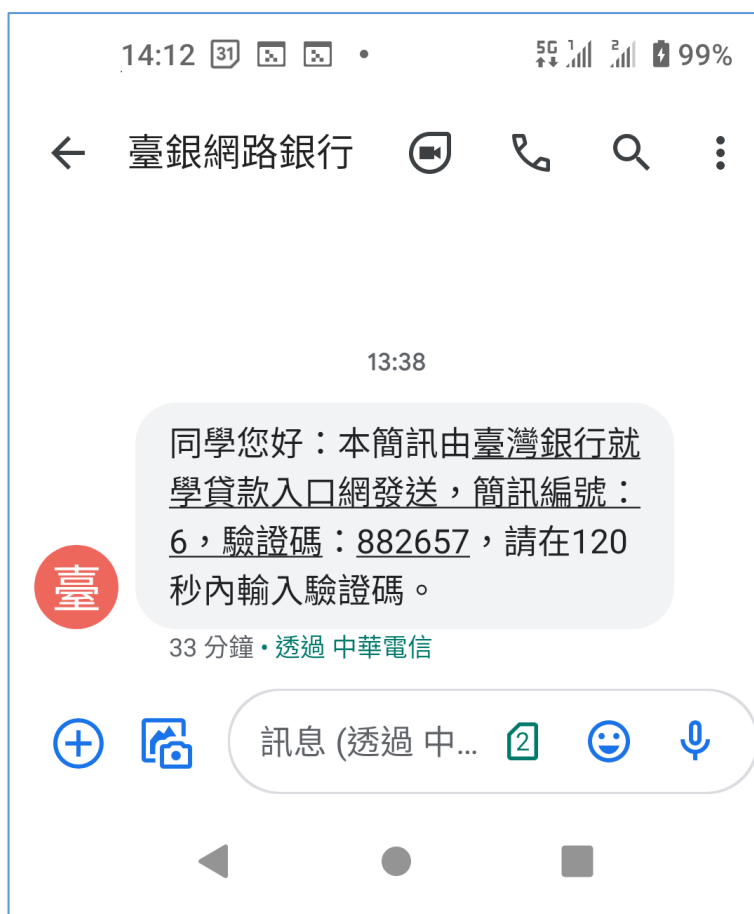 14:12 31 5G 1 2 99%
臺銀網路銀行
13:38
同學您好：本簡訊由臺灣銀行就
學貸款入口網發送，簡訊編號：
6，驗證碼：882657，請在120
秒內輸入驗證碼。
臺
33 分鐘 • 透過 中華電信
訊息 (透過 中... 2